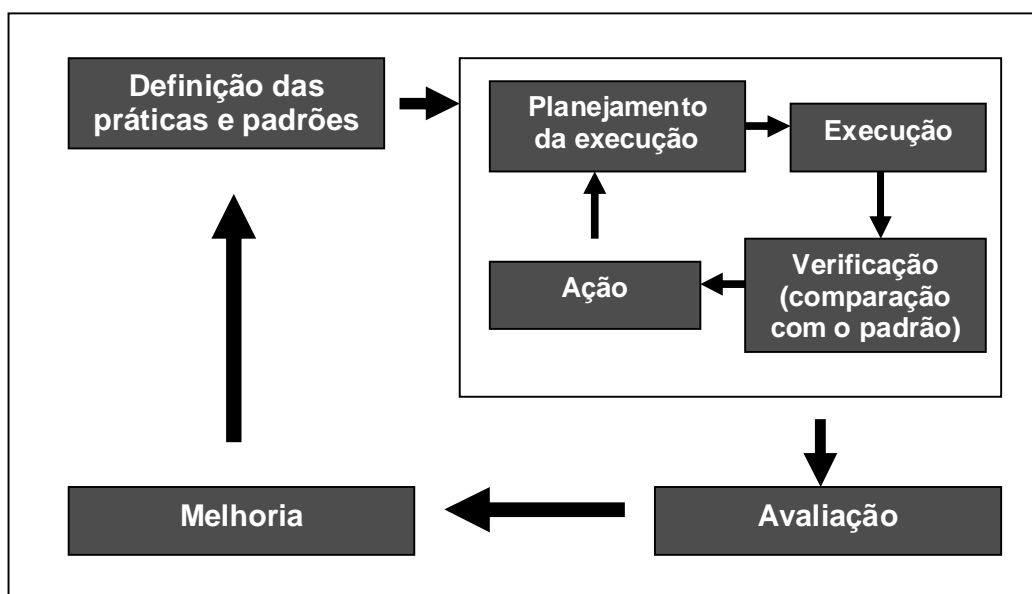 Definição das
práticas e padrões
Planejamento
da execução
Execução
Verificação
(comparação
com o padrão)
Ação
Avaliação
Melhoria